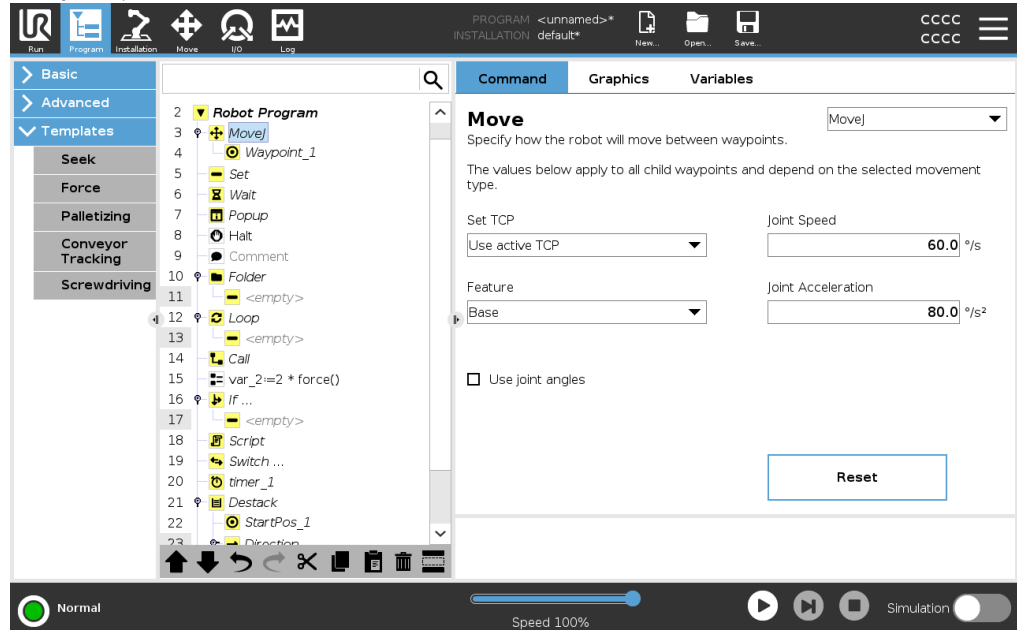 PROGRAM <unnamed>*
INSTALLATION default*
CCCC
CCCC
UR
Run
Program
Installation
Move
I/O
Log
New...
Open...
Save...
Basic
Advanced
Templates
Seek
Force
Palletizing
Conveyor
Tracking
Screwdriving
2 Robot Program
3 MoveJ
4 Waypoint_1
5 Set
6 Wait
7 Popup
8 Halt
9 Comment
10 Folder
11 <empty>
12 Loop
13 <empty>
14 Call
15 var_2:=2 * force()
16 If ...
17 <empty>
18 Script
19 Switch ...
20 timer_1
21 Destack
22 StartPos_1
23 Direction
Command
Graphics
Variables
Move
MoveJ
Specify how the robot will move between waypoints.
The values below apply to all child waypoints and depend on the selected movement
type.
Set TCP
Joint Speed
Use active TCP
60.0 °/s
Feature
Joint Acceleration
Base
80.0 °/s²
Use joint angles
Reset
Normal
Speed 100%
Simulation